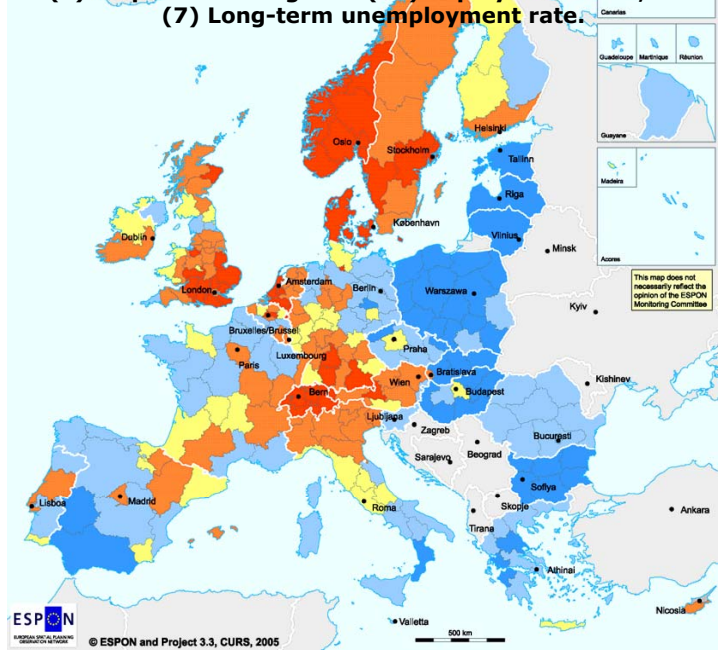 (7) Long-term unemployment rate.
Canarias
Guadeloupe
Martinique
Réunion
Guyane
Madeira
Acores
This map does not
necessarily reflect the
opinion of the ESPON
Monitoring Committee
Helsinki
Oslo
Stockholm
Tallinn
Riga
Vilnius
København
Minsk
Dublin
London
Amsterdam
Berlin
Warszawa
Kyiv
Bruxelles/Brussel
Luxembourg
Praha
Paris
Wien
Bratislava
Budapest
Kishinev
Bern
Ljubljana
Zagreb
Bucuresti
Beograd
Sarajevo
Sofiya
Skopje
Lisboa
Madrid
Roma
Tirana
Ankara
Athinai
Nicosia
Valletta
ESPON
EUROPEAN SPATIAL PLANNING
OBSERVATION NETWORK
© ESPON and Project 3.3, CURS, 2005
500 km